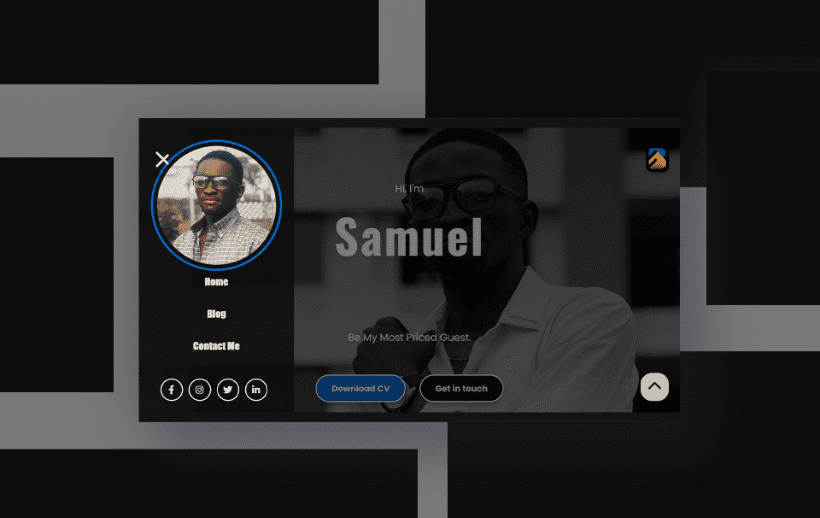 Home
Blog
Contact Me
Hi, I'm
Samuel
Be My Most Priced Guest.
Download CV
Get in touch